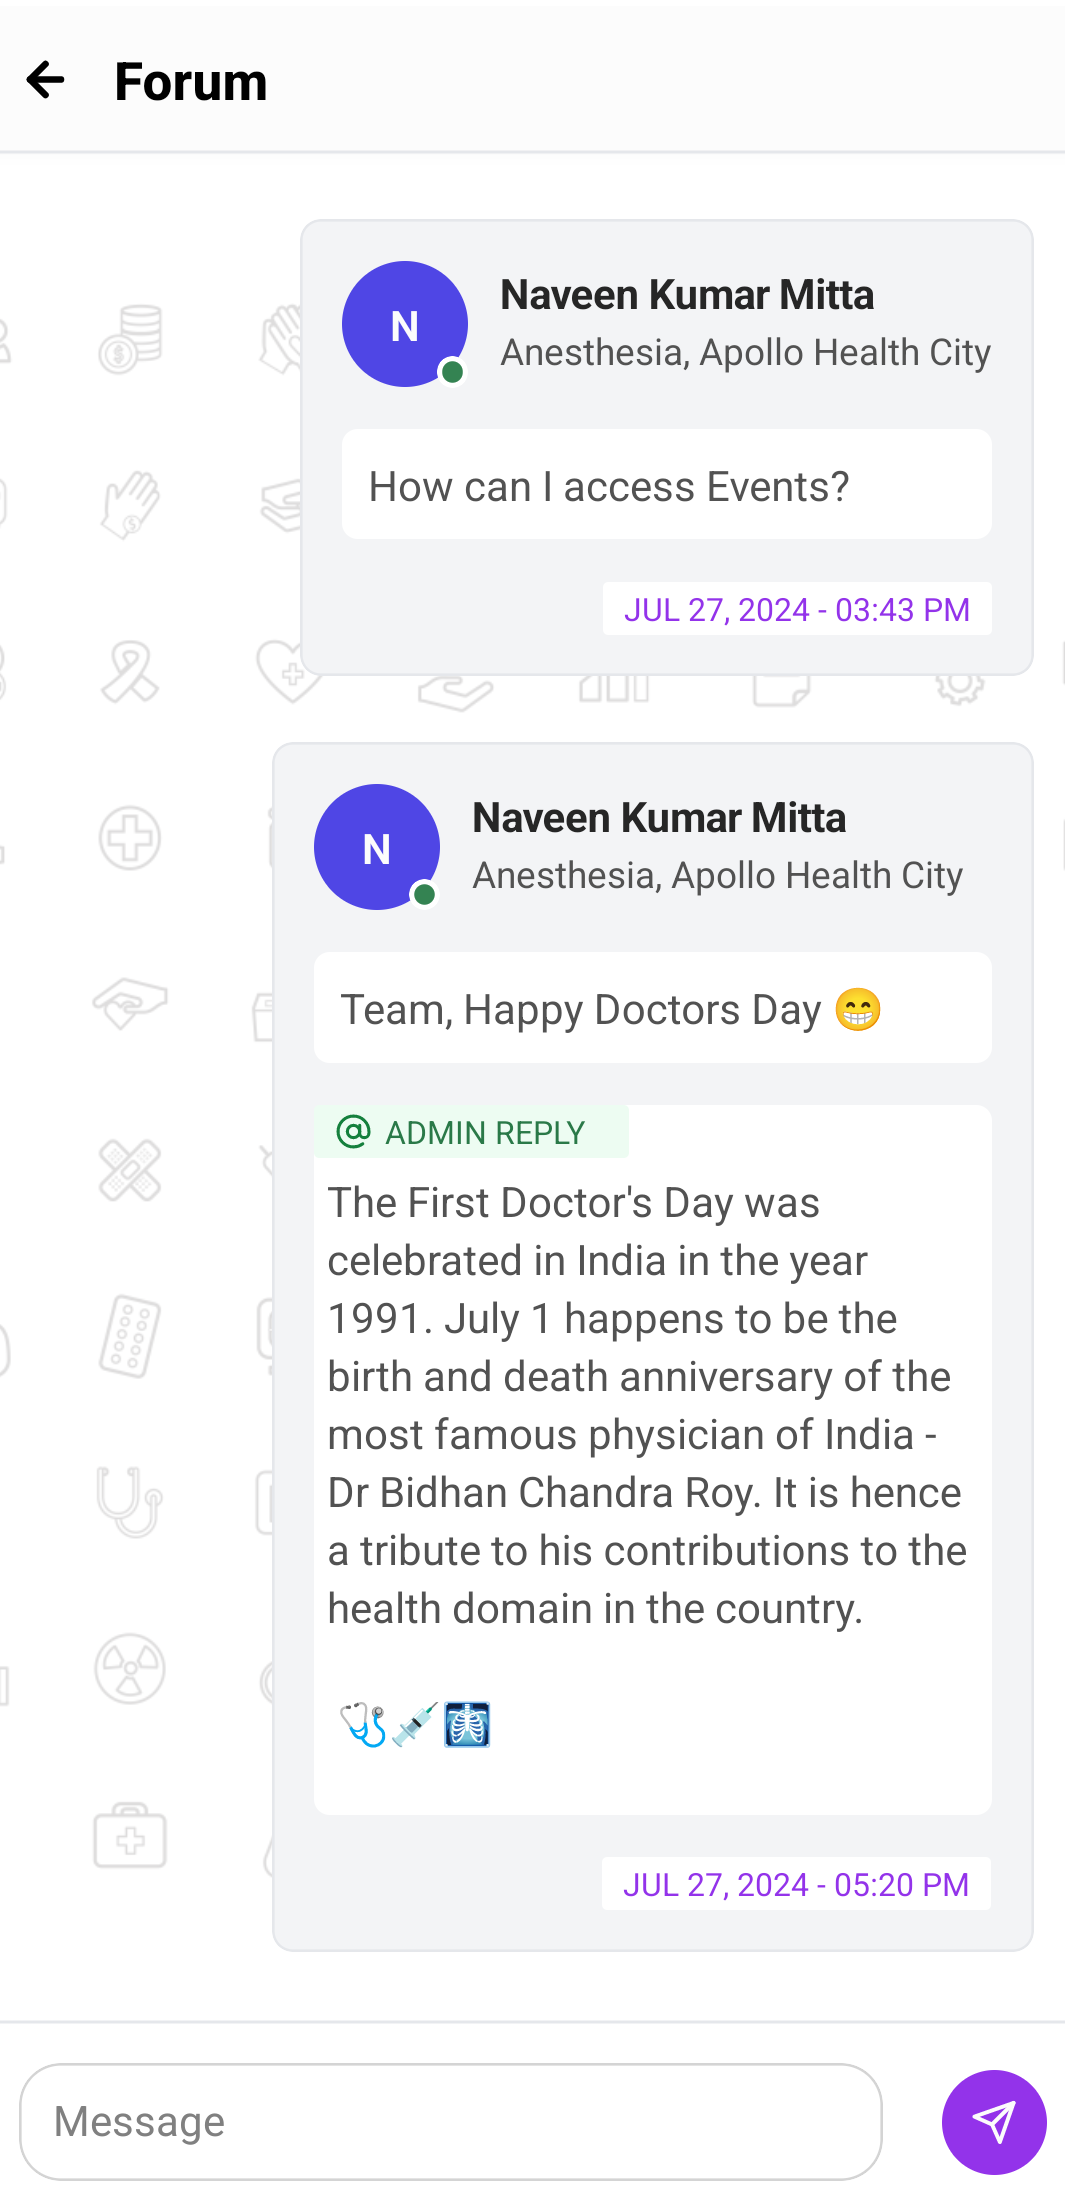 Forum
N
Naveen Kumar Mitta
Anesthesia, Apollo Health City
How can I access Events?
JUL 27, 2024 - 03:43 PM
N
Naveen Kumar Mitta
Anesthesia, Apollo Health City
Team, Happy Doctors Day 😁
@ ADMIN REPLY
The First Doctor's Day was
celebrated in India in the year
1991. July 1 happens to be the
birth and death anniversary of the
most famous physician of India -
Dr Bidhan Chandra Roy. It is hence
a tribute to his contributions to the
health domain in the country.
🩺💉🩻
JUL 27, 2024 - 05:20 PM
Message